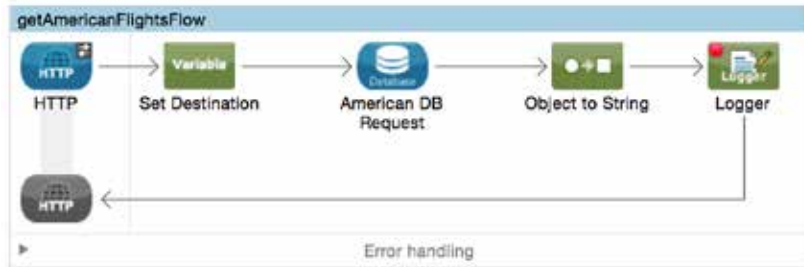 getAmericanFlightsFlow
HTTP
Variable
Database
Logger
HTTP
Set Destination
American DB
Request
Object to String
Logger
HTTP
Error handling